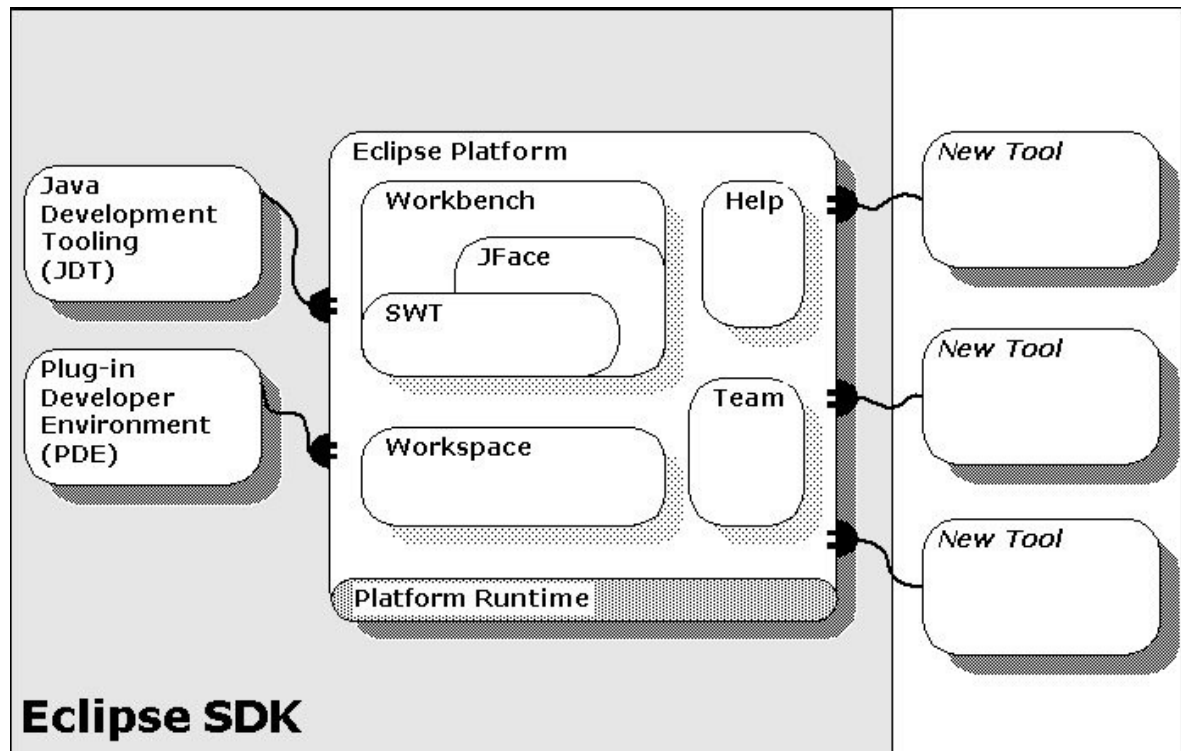 Eclipse Platform
Java
Development
Tooling
(JDT)
Workbench
JFace
SWT
Help
New Tool
Plug-in
Developer
Environment
(PDE)
Workspace
Team
New Tool
New Tool
Platform Runtime
Eclipse SDK